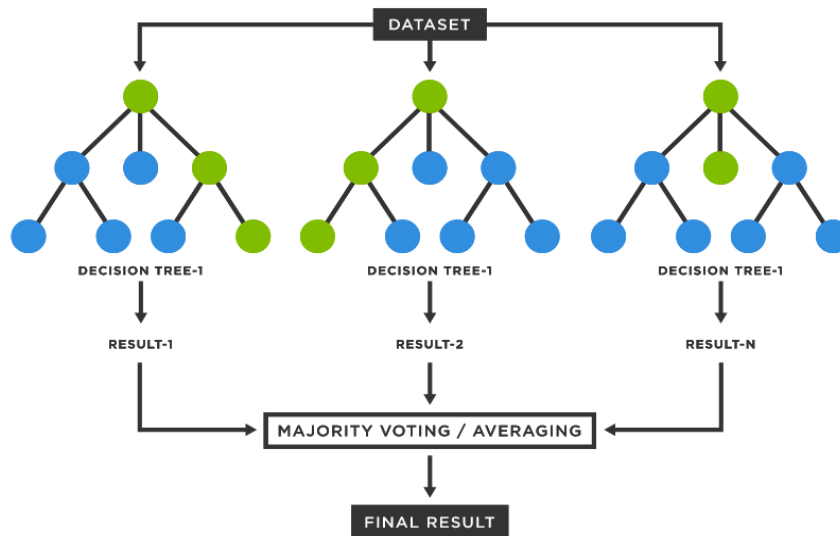 DATASET
DECISION TREE-1
DECISION TREE-1
DECISION TREE-1
RESULT-1
RESULT-2
RESULT-N
MAJORITY VOTING / AVERAGING
FINAL RESULT